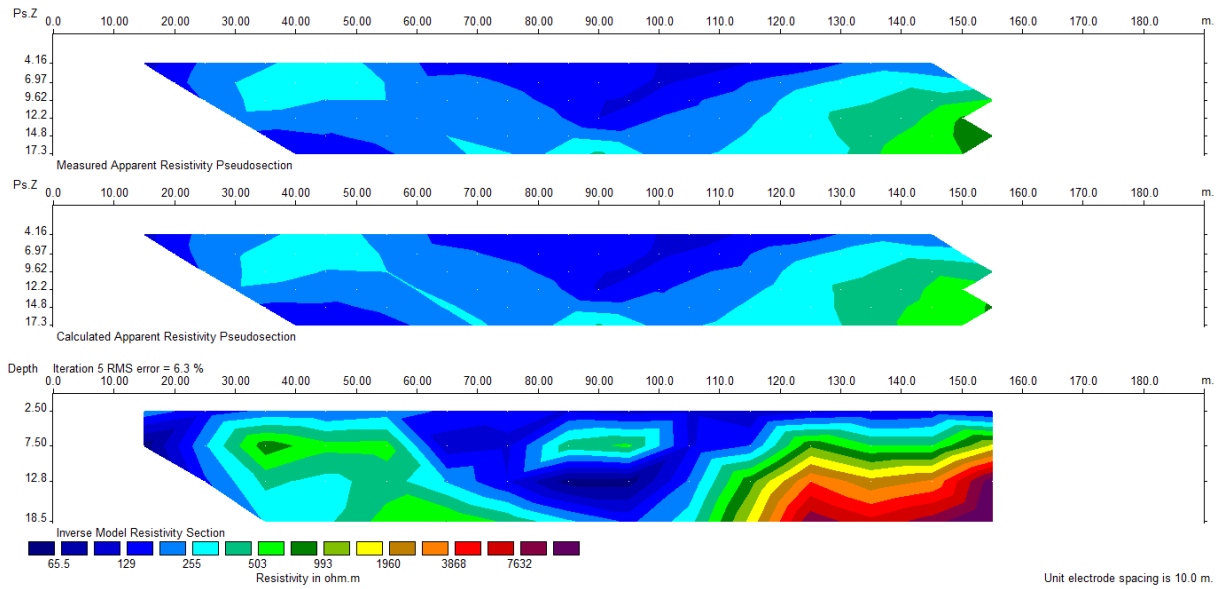 Ps.Z 0.0 10.00 20.00 30.00 40.00 50.00 60.00 70.00 80.00 90.00 100.0 110.0 120.0 130.0 140.0 150.0 160.0 170.0 180.0 m.
4.16
6.97
9.62
12.2
14.8
17.3
Measured Apparent Resistivity Pseudosection
Ps.Z 0.0 10.00 20.00 30.00 40.00 50.00 60.00 70.00 80.00 90.00 100.0 110.0 120.0 130.0 140.0 150.0 160.0 170.0 180.0 m.
4.16
6.97
9.62
12.2
14.8
17.3
Calculated Apparent Resistivity Pseudosection
Depth Iteration 5 RMS error = 6.3 %
0.0 10.00 20.00 30.00 40.00 50.00 60.00 70.00 80.00 90.00 100.0 110.0 120.0 130.0 140.0 150.0 160.0 170.0 180.0 m.
2.50
7.50
12.8
18.5
Inverse Model Resistivity Section
65.5 129 255 503 993 1960 3868 7632
Resistivity in ohm.m
Unit electrode spacing is 10.0 m.